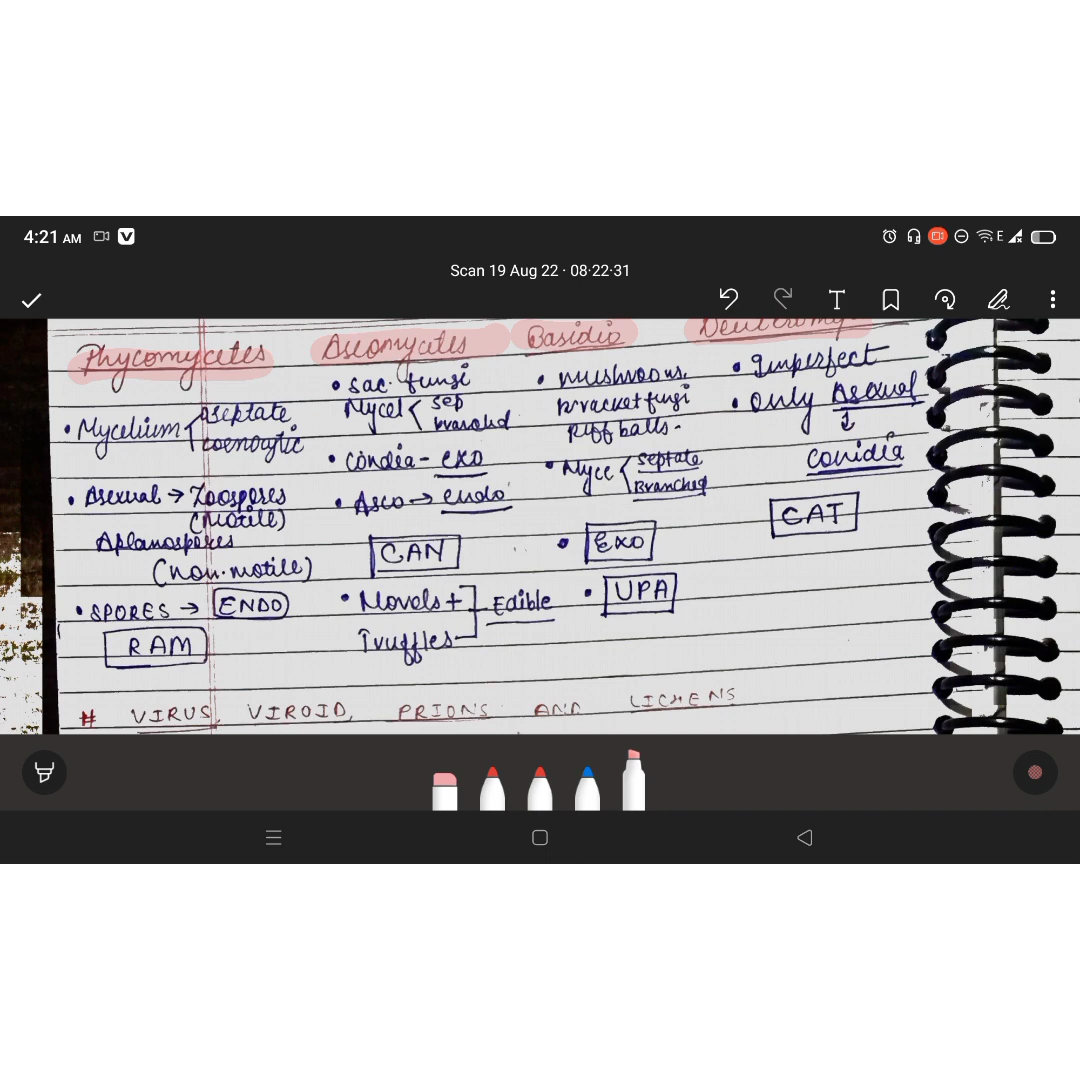 4:21 AM
Scan 19 Aug 22 · 08·22·31
Phycomycetes
• Mycelium
aseptate
coenocytic
• Asexual → Zoospores
(Motile)
Aplanospores
(non-motile)
• SPORES → ENDO
RAM
Ascomycetes
• Sac. fungi
Mycel
sep
branched
• Condia - exo
• Asco → endo
CAN
• Morels +
Truffles
Edible
Basidio
• Mushrooms,
bracket fungi
puff balls.
• Myce
septate
Branched
• EXO
• UPA
• Imperfect
• Only Asexual
↓
conidia
CAT
# VIRUS, VIROID, PRIONS AND LICHENS